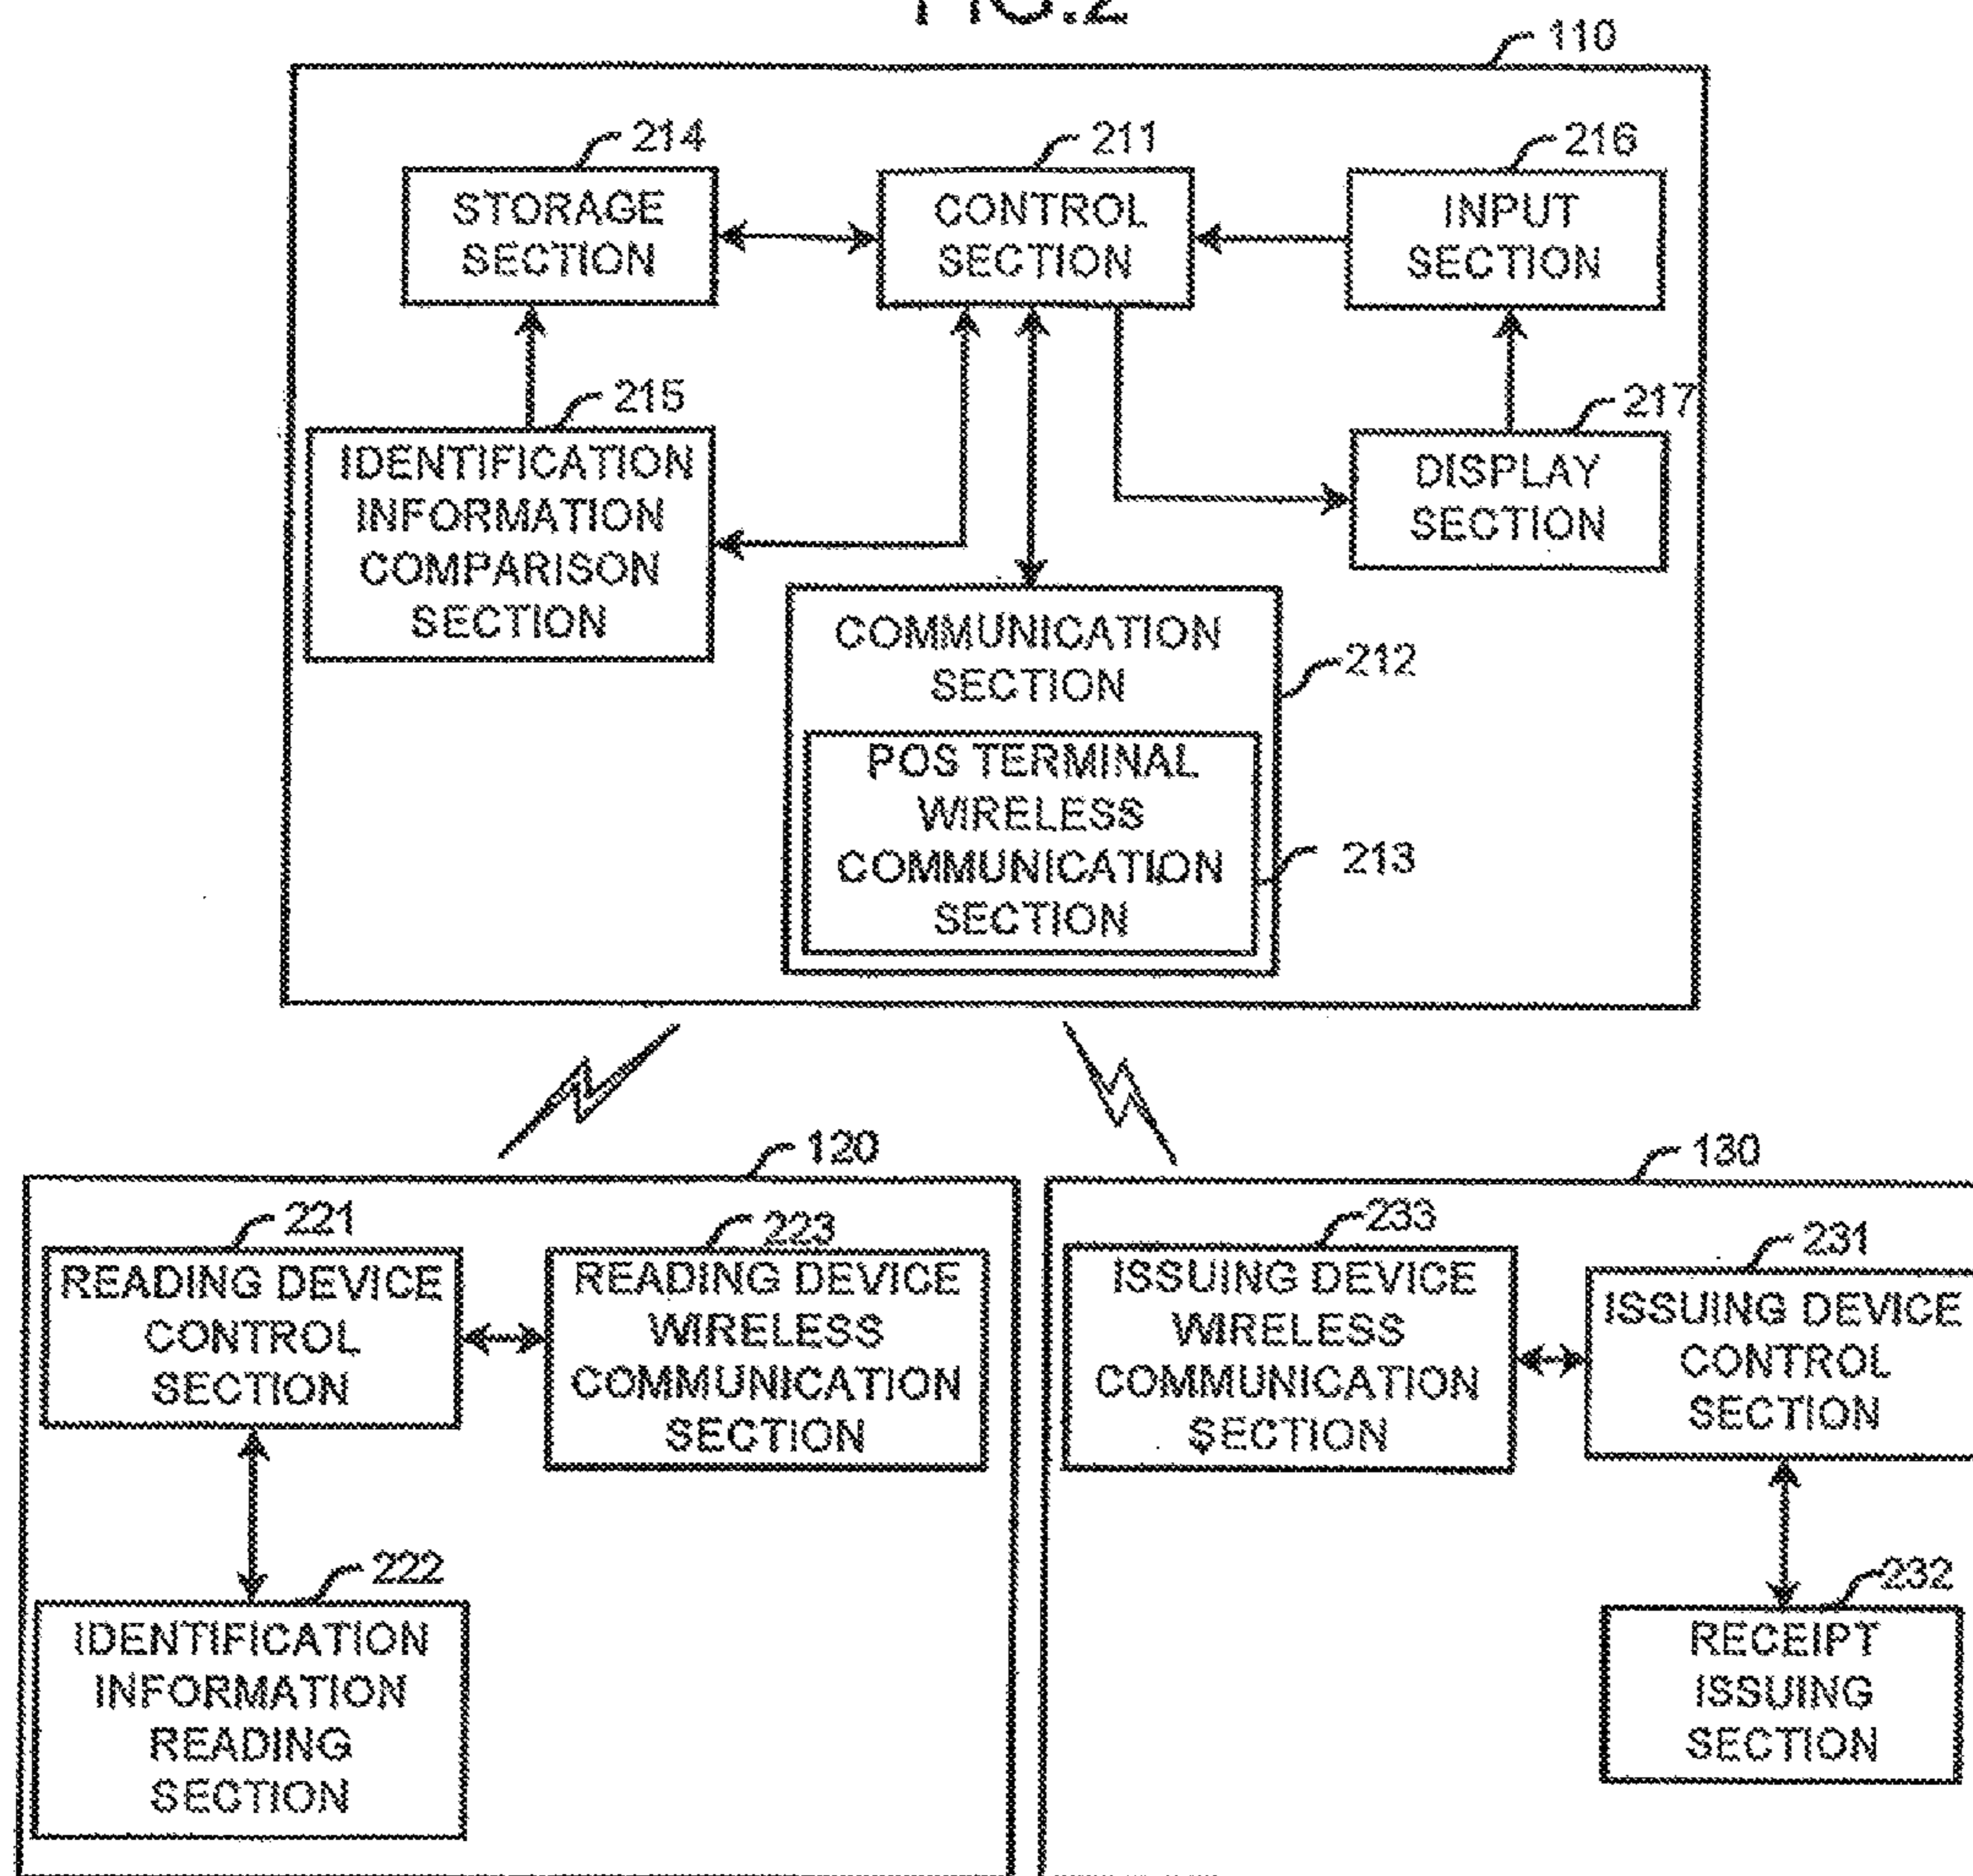 FIG.2
110
214
211
216
STORAGE
SECTION
CONTROL
SECTION
INPUT
SECTION
215
217
IDENTIFICATION
INFORMATION
COMPARISON
SECTION
DISPLAY
SECTION
COMMUNICATION
SECTION
212
POS TERMINAL
WIRELESS
COMMUNICATION
SECTION
213
120
130
221
223
233
231
READING DEVICE
CONTROL
SECTION
READING DEVICE
WIRELESS
COMMUNICATION
SECTION
ISSUING DEVICE
WIRELESS
COMMUNICATION
SECTION
ISSUING DEVICE
CONTROL
SECTION
222
232
IDENTIFICATION
INFORMATION
READING
SECTION
RECEIPT
ISSUING
SECTION